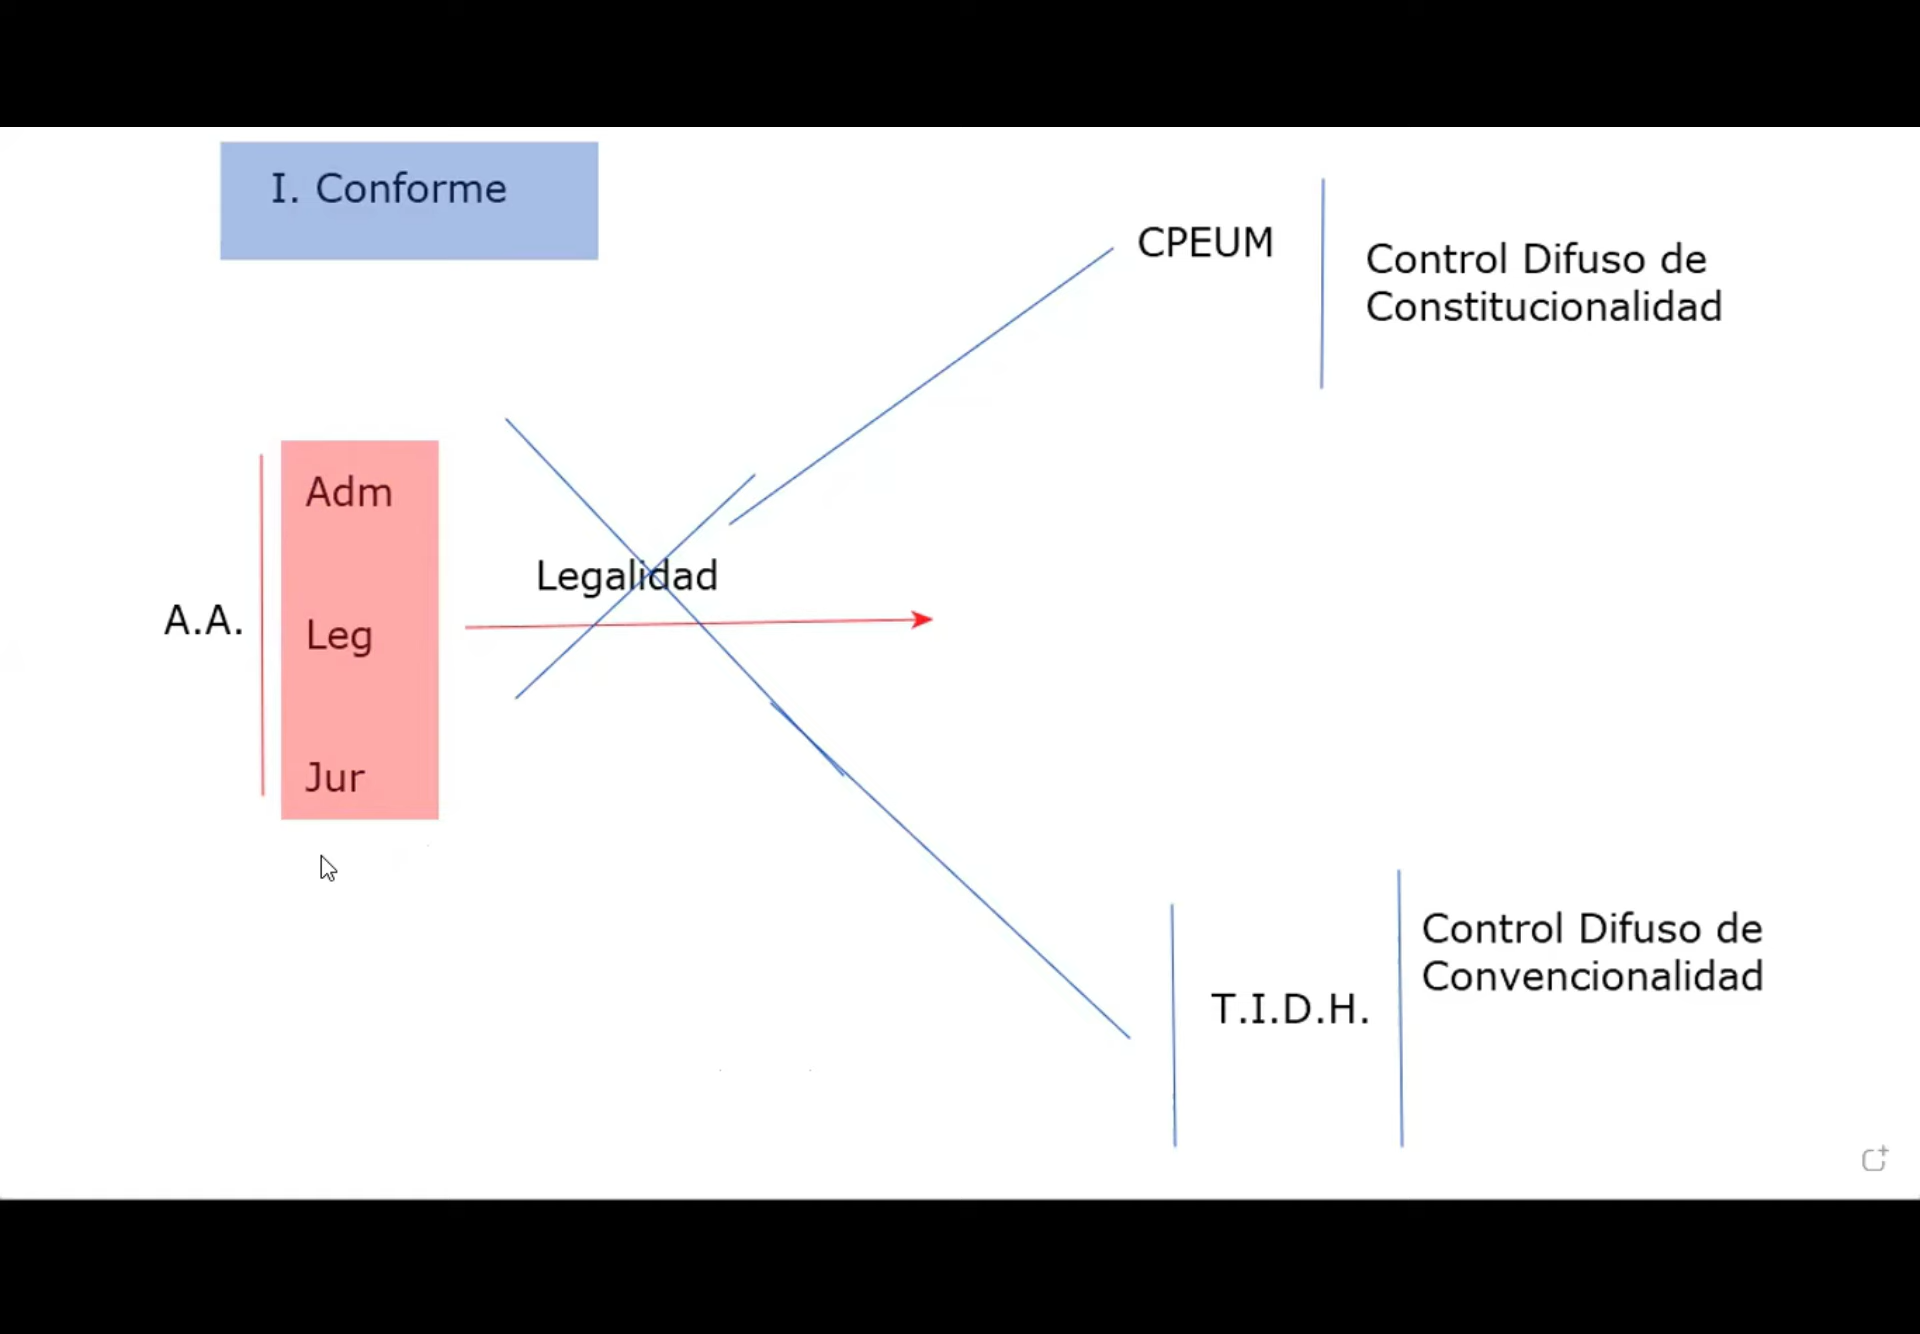 I. Conforme
CPEUM
Control Difuso de
Constitucionalidad
Adm
Legalidad
A.A.
Leg
Jur
T.I.D.H.
Control Difuso de
Convencionalidad